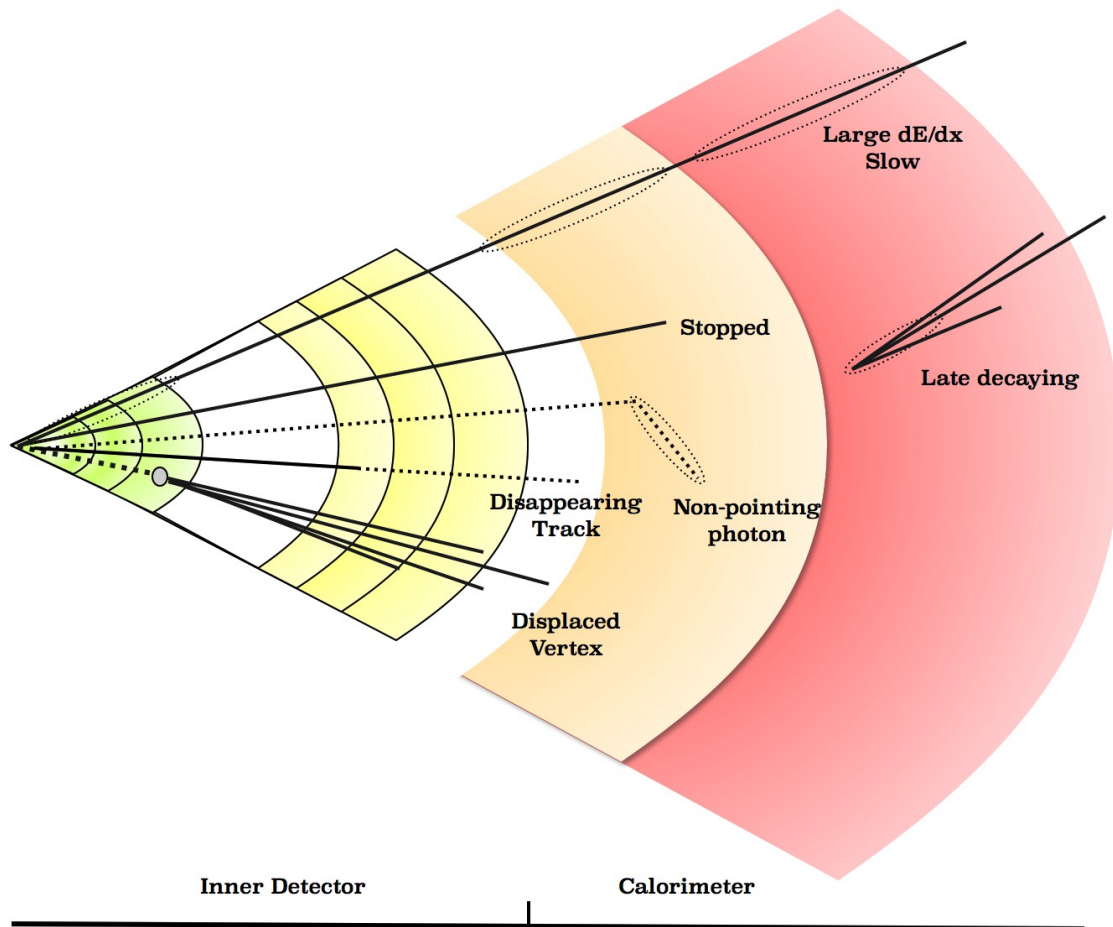 Large dE/dx
Slow
Stopped
Late decaying
Disappearing
Track
Non-pointing
photon
Displaced
Vertex
Inner Detector
Calorimeter